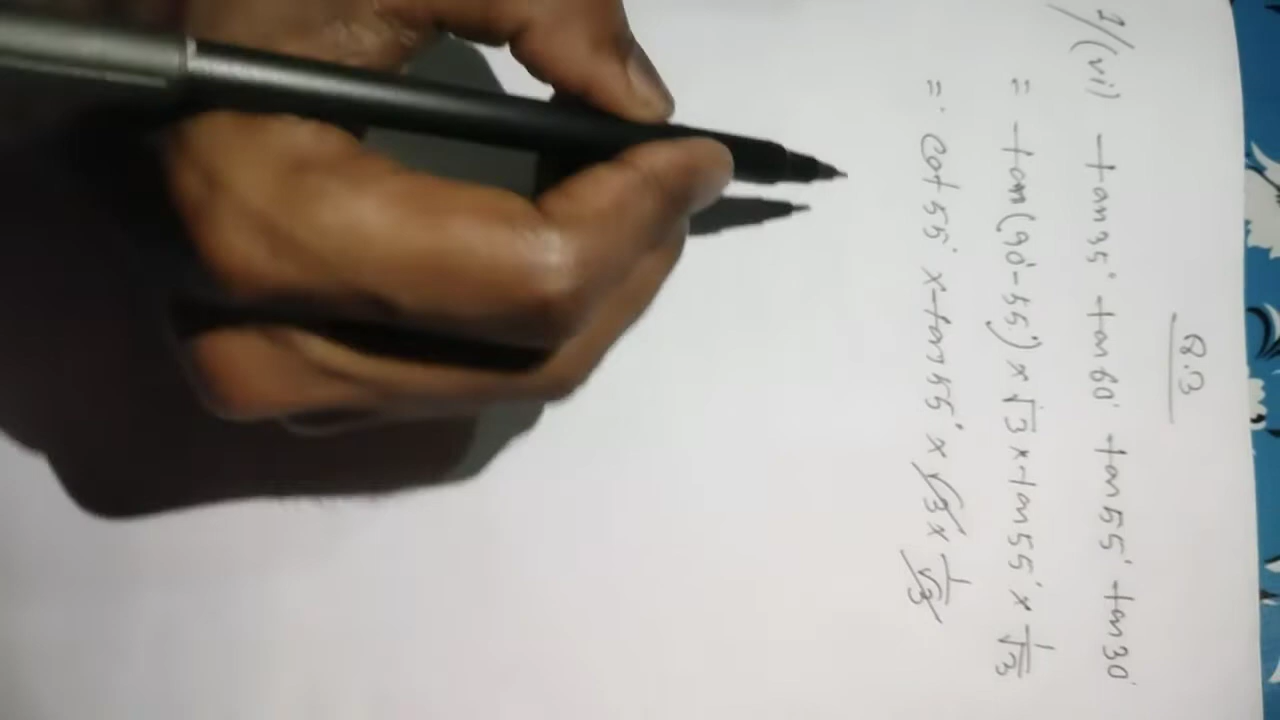 8.3
1/(vi) tan35° tan60° tan55° tan30°
= tan(90°-55°) x √3 x tan55° x 1/√3
= cot55° x tan55° x √3 x 1/√3